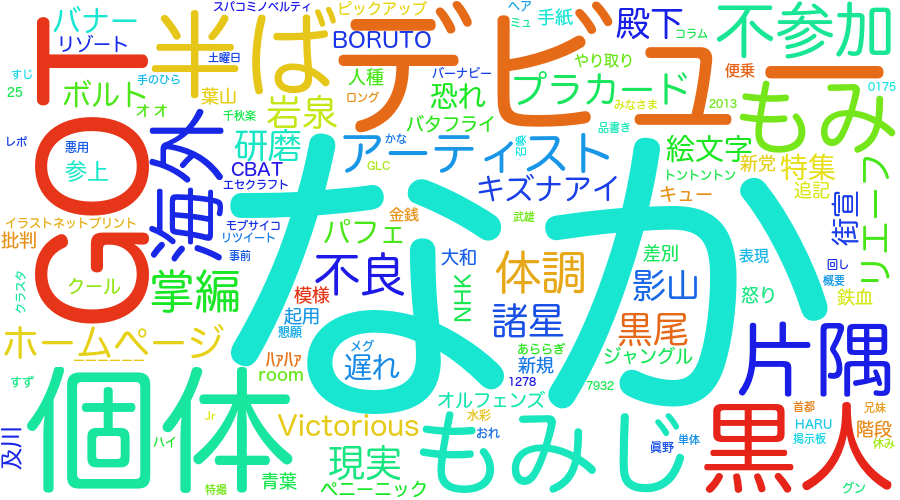 スパコミノベルティ
ピックアップ
ヘア
ミュ
手紙
殿下
コラム
不参加
バナー
リゾート
半ば
土曜日
BORUTO
デビュー
バーナビー
人種
ロング
恐れ
プラカード
やり取り
みなさま
便乗
2013
0175
すじ
25
GOT
ボルト
オオ
手のひら
葉山
岩泉
千秋楽
バタフライ
品書き
もみ
レポ
悪用
参上
海外
研磨
CBAT
エセクラフト
アーティスト
かな
GLC
キズナアイ
絵文字
トントントン
新党
特集
追記
キュー
街宣
リエーフ
イラストネットプリント
批判
モブサイコ
リツイート
事前
金銭
パフェ
武雄
なか
クール
クラスタ
掌編
模様
起用
懇願
不良
大和
NHK
体調
差別
影山
表現
怒り
回し
概要
鉄血
ホームページ
ﾊｧﾊｧ
room
メグ
遅れ
諸星
あららぎ
新規
1278
黒尾
ジャングル
7932
片隅
すず
個体
Jr
Victorious
オルフェンズ
水彩
おれ
もみじ
眞野
単体
黒人
首都
HARU
掲示板
兄妹
階段
休み
グン
及川
ハイ
特撮
青葉
現実
ペニーニック